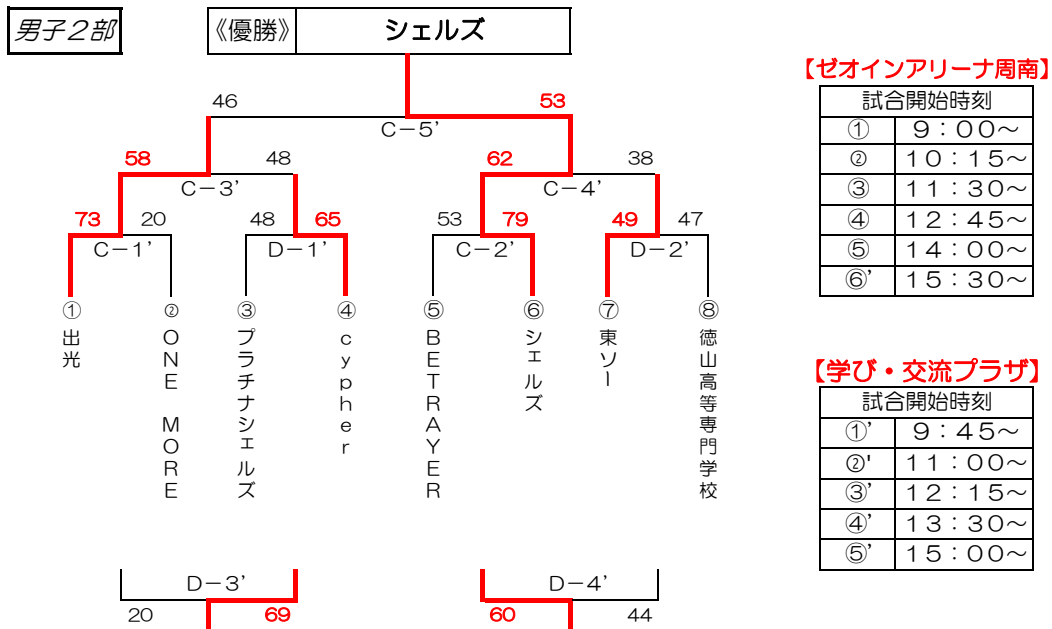 男子2部
《優勝》 シェルズ
46 53
C-5’
58 48 62 38
C-3’ C-4’
73 20 48 65 53 79 49 47
C-1’ D-1’ C-2’ D-2’
① ② ③ ④ ⑤ ⑥ ⑦ ⑧
出光
ONE MORE
プラチナシェルズ
cypher
BETRAYER
シェルズ
東ソー
徳山高等専門学校
D-3’ D-4’
20 69 60 44
【ゼオインアリーナ周南】
試合開始時刻
① 9:00~
② 10:15~
③ 11:30~
④ 12:45~
⑤ 14:00~
⑥’ 15:30~
【学び・交流プラザ】
試合開始時刻
①’ 9:45~
②' 11:00~
③’ 12:15~
④’ 13:30~
⑤’ 15:00~